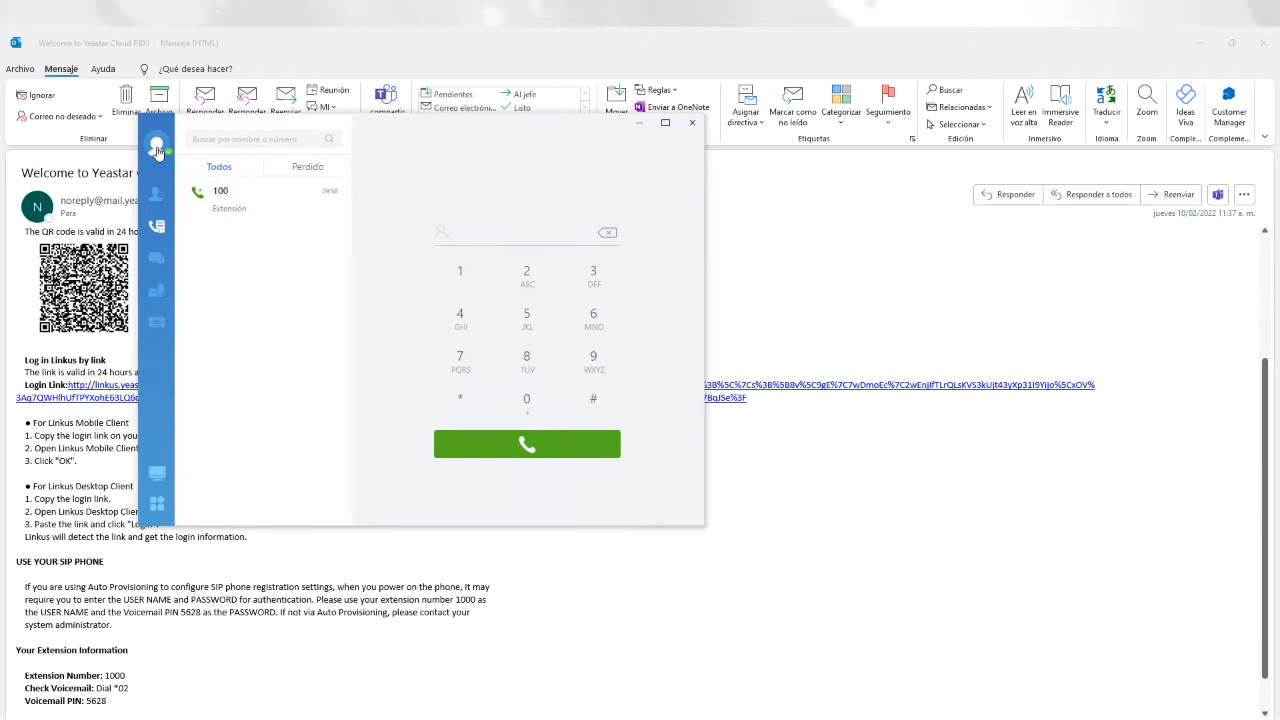 Welcome to Yeastar Cloud PBX! - Mensaje (HTML)
Archivo Mensaje Ayuda ¿Qué desea hacer?
Ignorar
Correo no deseado
Eliminar Archivo
Eliminar
Responder Responder Reenviar
Reunión
MI
Pendientes
Al jefe
Correo electróni...
Listo
Mover
Reglas
Enviar a OneNote
Asignar directiva
Marcar como no leído
Categorizar
Seguimiento
Etiquetas
Buscar
Relacionadas
Seleccionar
Edición
Leer en voz alta
Immersive Reader
Inmersivo
Traducir
Idioma
Zoom
Zoom
Ideas Viva
Comple...
Customer Manager
Compleme...
Welcome to Yeastar C
N
noreply@mail.yea
Para
Responder Responder a todos Reenviar
jueves 10/02/2022 11:37 a. m.
The QR code is valid in 24 ho
Buscar por nombre o número
Todos Perdido
100 09:58
Extensión
1 2 ABC 3 DEF
4 GHI 5 JKL 6 MNO
7 PQRS 8 TUV 9 WXYZ
* 0 + #
Log in Linkus by link
The link is valid in 24 hours a
Login Link:http://linkus.yeas
● For Linkus Mobile Client
1. Copy the login link on you
2. Open Linkus Mobile Client
3. Click "OK".
● For Linkus Desktop Client
1. Copy the login link.
2. Open Linkus Desktop Clien
3. Paste the link and click "Login".
Linkus will detect the link and get the login information.
USE YOUR SIP PHONE
If you are using Auto Provisioning to configure SIP phone registration settings, when you power on the phone, it may
require you to enter the USER NAME and PASSWORD for authentication. Please use your extension number 1000 as
the USER NAME and the Voicemail PIN 5628 as the PASSWORD. If not via Auto Provisioning, please contact your
system administrator.
Your Extension Information
Extension Number: 1000
Check Voicemail: Dial *02
Voicemail PIN: 5628